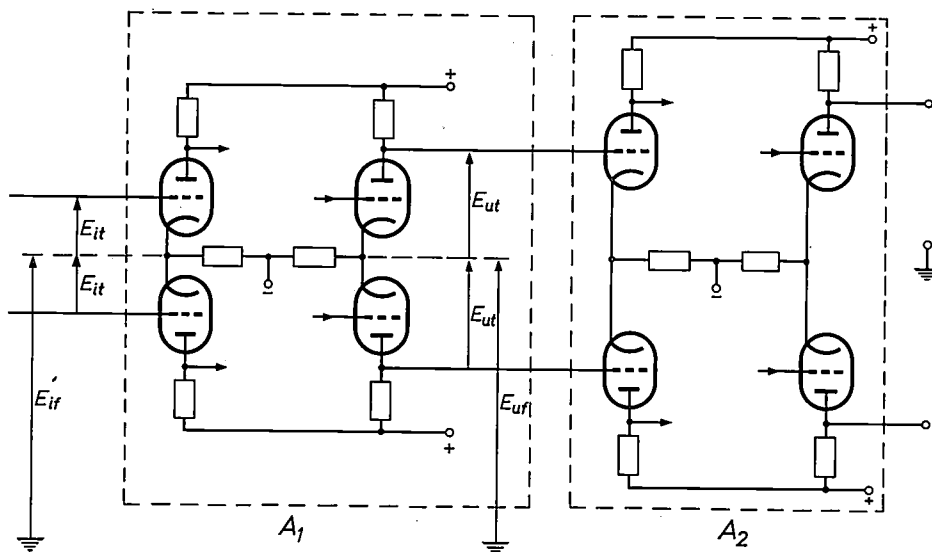 +
+
E_it
E_it
E'_if
−
+
A_1
E_ut
E_ut
E_uf
+
−
+
A_2